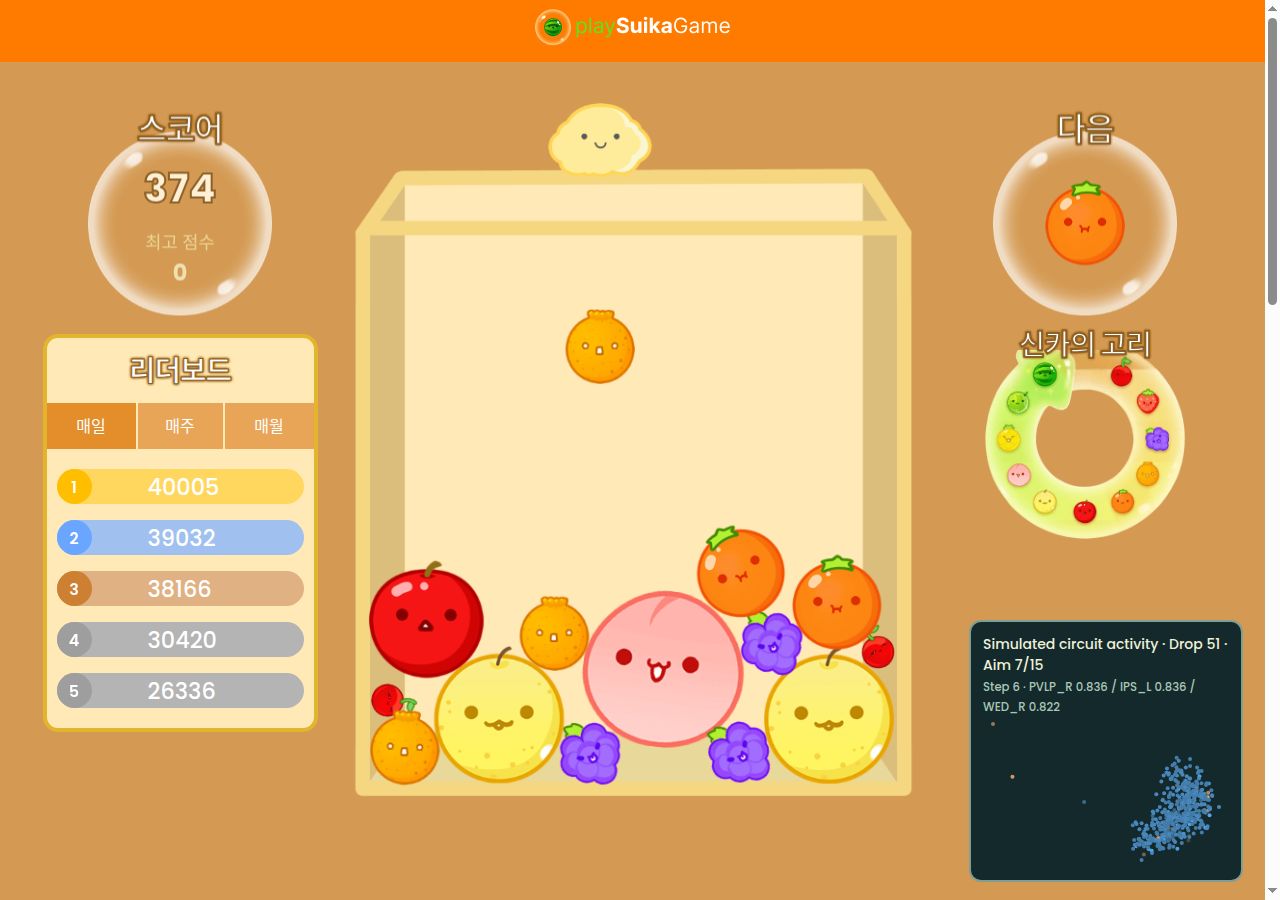 playSuikaGame
스코어
374
최고 점수
0
다음
신카의 고리
리더보드
매일 매주 매월
1 40005
2 39032
3 38166
4 30420
5 26336
Simulated circuit activity · Drop 51 ·
Aim 7/15
Step 6 · PVLP_R 0.836 / IPS_L 0.836 /
WED_R 0.822